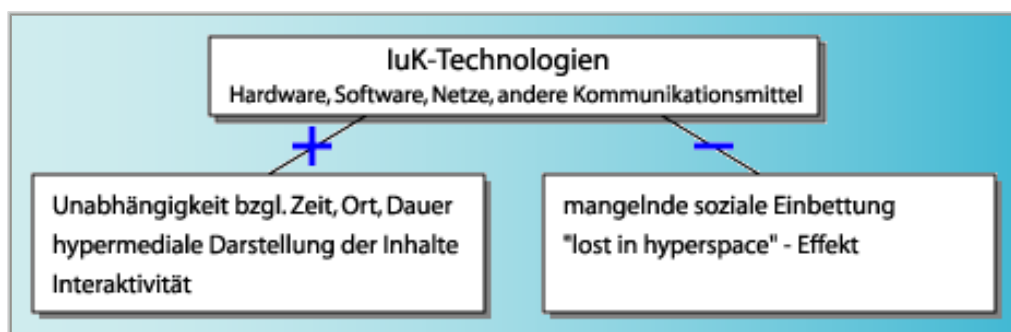 IuK-Technologien
Hardware, Software, Netze, andere Kommunikationsmittel
Unabhängigkeit bzgl. Zeit, Ort, Dauer
hypermediale Darstellung der Inhalte
Interaktivität
mangelnde soziale Einbettung
"lost in hyperspace" - Effekt